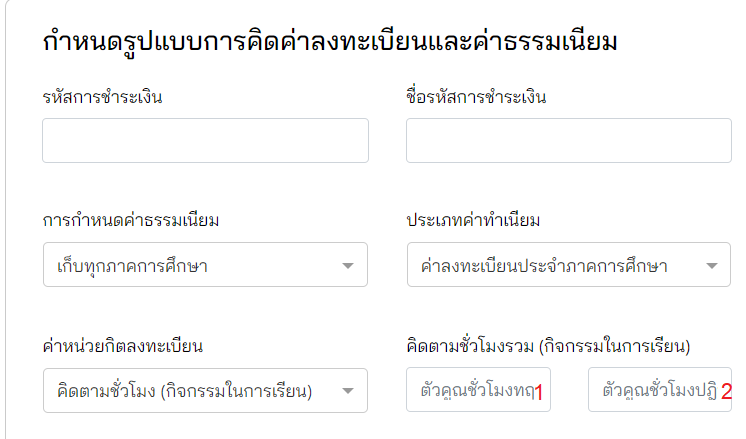 กำหนดรูปแบบการคิดค่าลงทะเบียนและค่าธรรมเนียม
รหัสการชำระเงิน ชื่อรหัสการชำระเงิน
การกำหนดค่าธรรมเนียม ประเภทค่าทำเนียม
เก็บทุกภาคการศึกษา ค่าลงทะเบียนประจำภาคการศึกษา
ค่าหน่วยกิตลงทะเบียน คิดตามชั่วโมงรวม (กิจกรรมในการเรียน)
คิดตามชั่วโมง (กิจกรรมในการเรียน) ตัวคูณชั่วโมงทฤ1 ตัวคูณชั่วโมงปฏิ 2